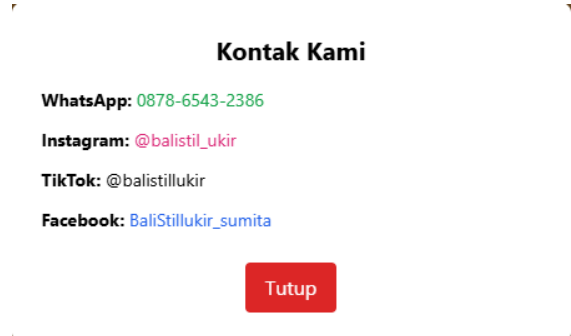 Kontak Kami
WhatsApp: 0878-6543-2386
Instagram: @balistil_ukir
TikTok: @balistillukir
Facebook: BaliStillukir_sumita
Tutup